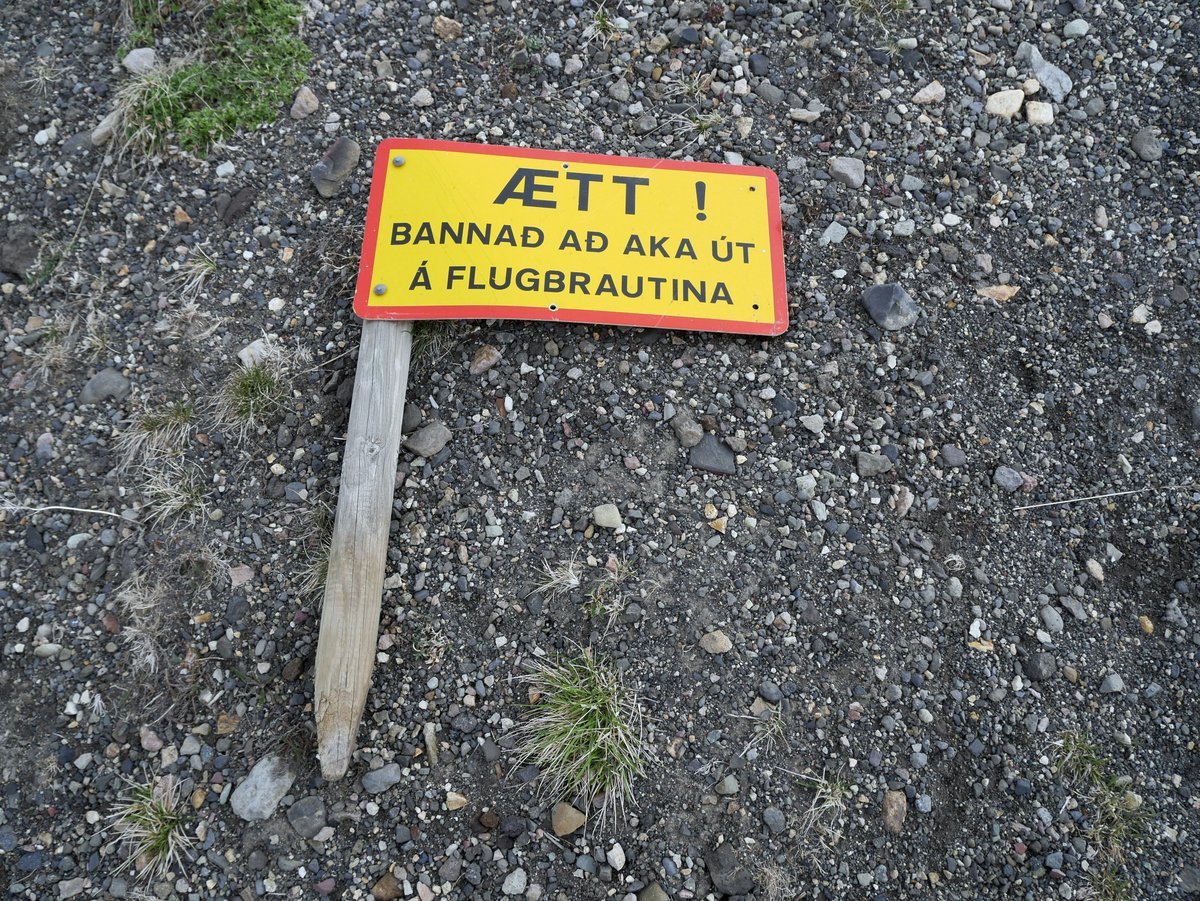 ÆTT !
BANNAÐ AÐ AKA ÚT
Á FLUGBRAUTINA